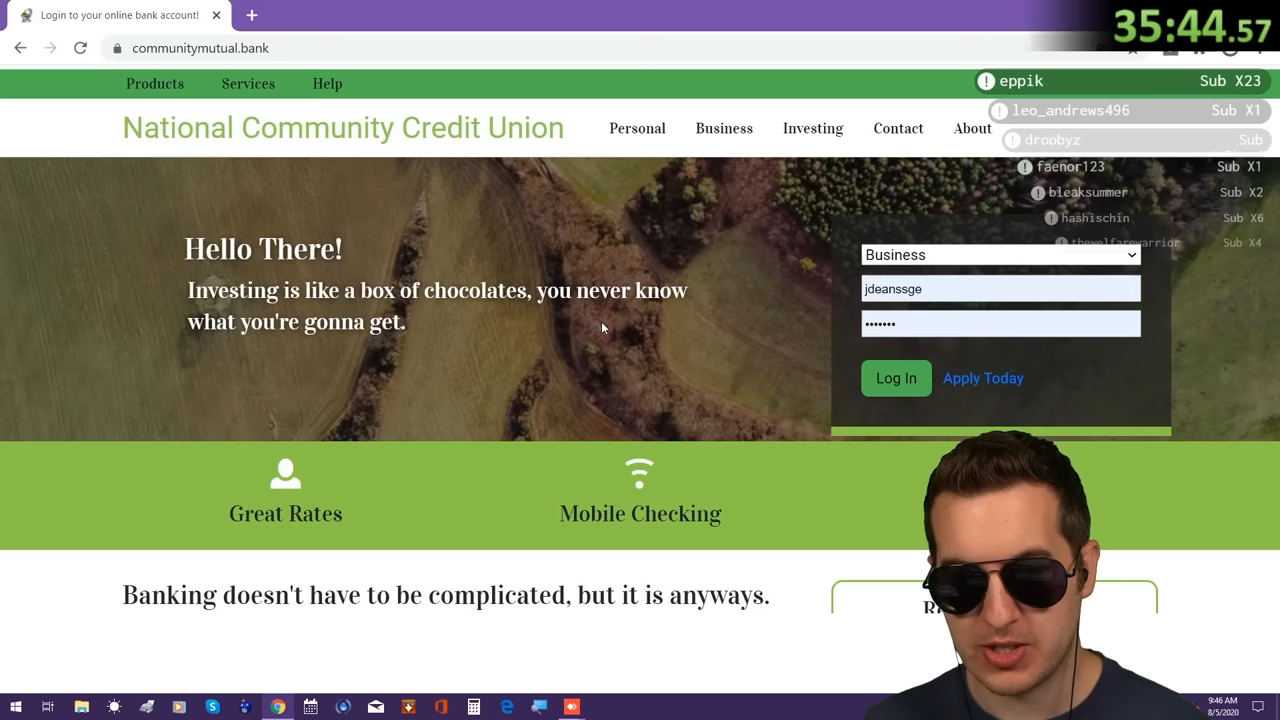 Login to your online bank account!
35:44.57
communitymutual.bank
Products Services Help
eppik Sub X23
National Community Credit Union
Personal Business Investing Contact About
leo_andrews496 Sub X1
droobyz Sub
faenor123 Sub X1
bleaksummer Sub X2
hashischin Sub X6
thewelfarewarrior Sub X4
Hello There!
Investing is like a box of chocolates, you never know
what you're gonna get.
Business
jdeanssge
•••••••
Log In Apply Today
Great Rates
Mobile Checking
Banking doesn't have to be complicated, but it is anyways.
9:46 AM
8/5/2020